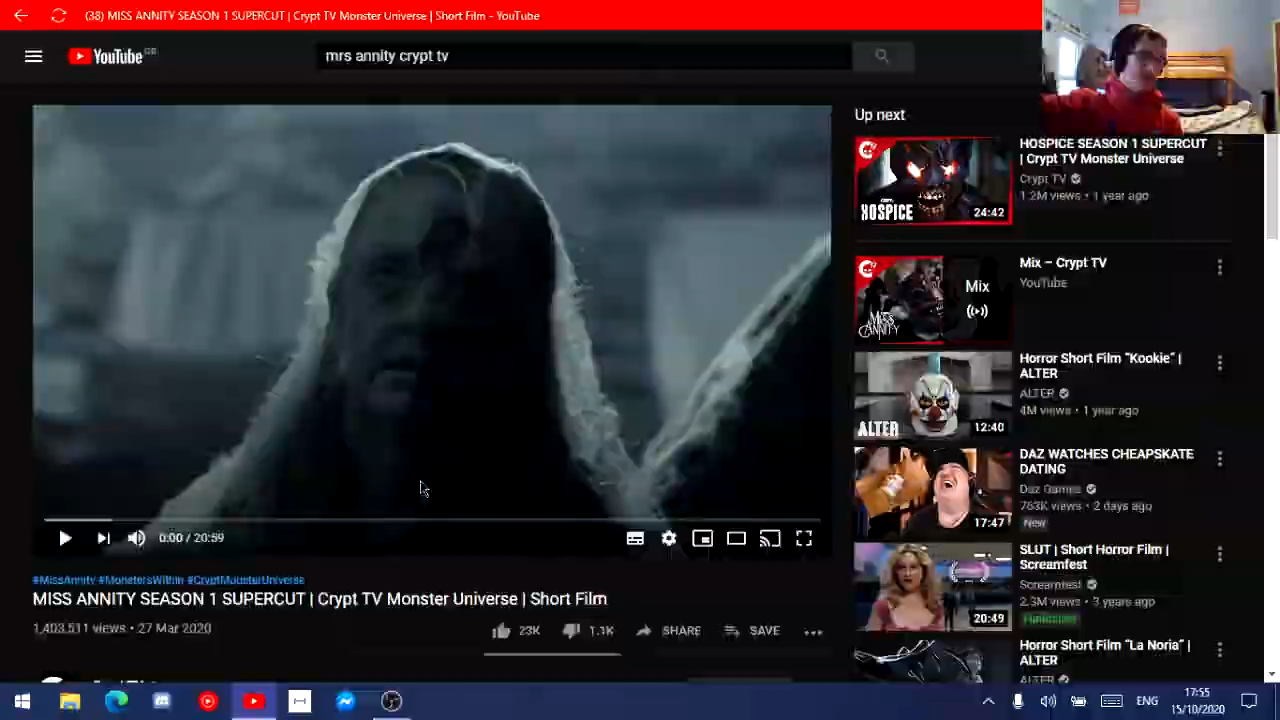 (38) MISS ANNITY SEASON 1 SUPERCUT | Crypt TV Monster Universe | Short Film - YouTube
YouTube GB
mrs annity crypt tv
0:00 / 20:59
#MissAnnity #MonstersWithin #CryptMonsterUniverse
MISS ANNITY SEASON 1 SUPERCUT | Crypt TV Monster Universe | Short Film
1,403,511 views • 27 Mar 2020
23K
1.1K
SHARE
SAVE
Up next
HOSPICE
24:42
HOSPICE SEASON 1 SUPERCUT
| Crypt TV Monster Universe
Crypt TV
1.2M views • 1 year ago
MISS
ANNITY
Mix
Mix – Crypt TV
YouTube
ALTER
12:40
Horror Short Film “Kookie” |
ALTER
ALTER
4M views • 1 year ago
17:47
DAZ WATCHES CHEAPSKATE
DATING
Daz Games
763K views • 2 days ago
New
20:49
SLUT | Short Horror Film |
Screamfest
Screamfest
2.3M views • 3 years ago
Horror Short Film “La Noria” |
ALTER
ALTER
ENG
17:55
15/10/2020